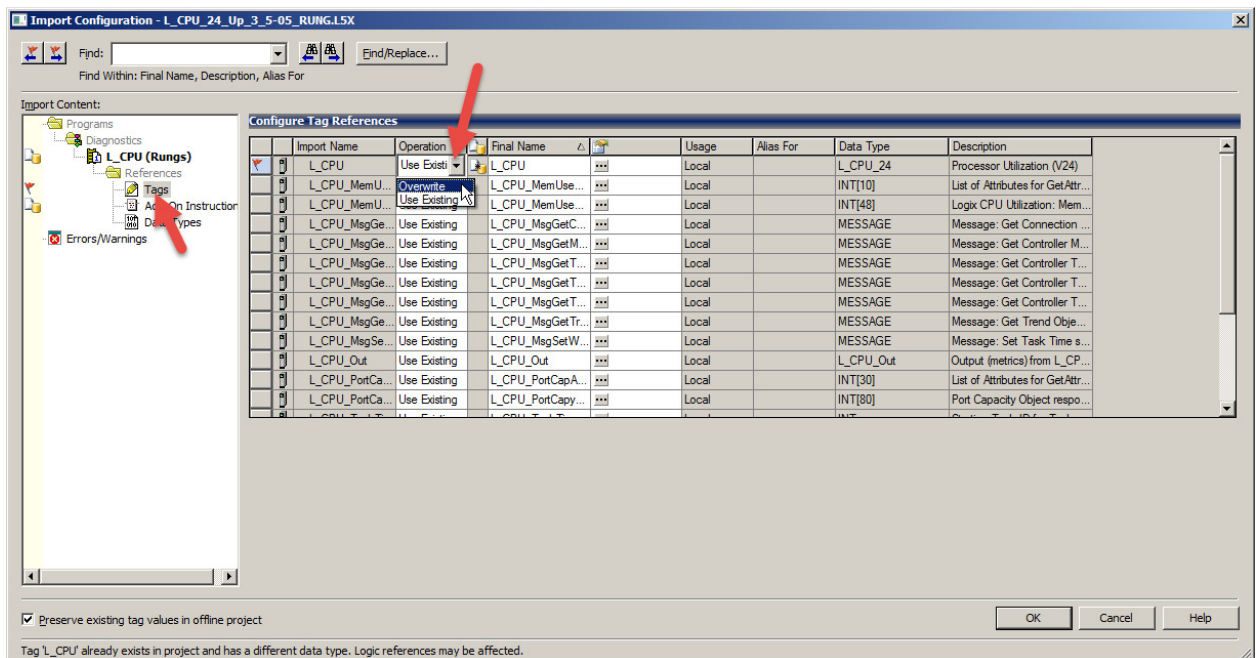 Import Configuration - L_CPU_24_Up_3_5-05_RUNG.L5X
Find: Find/Replace...
Find Within: Final Name, Description, Alias For
Import Content:
Programs
Diagnostics
L_CPU (Rungs)
References
Tags
Add-On Instruction
Data Types
Errors/Warnings
Configure Tag References
Import Name Operation Final Name Usage Alias For Data Type Description
L_CPU Use Existi L_CPU ... Local L_CPU_24 Processor Utilization (V24)
Overwrite
Use Existing
L_CPU_MemU... L_CPU_MemUse... ... Local INT[10] List of Attributes for GetAttr...
L_CPU_MemU... L_CPU_MemUse... ... Local INT[48] Logix CPU Utilization: Mem...
L_CPU_MsgGe... Use Existing L_CPU_MsgGetC... ... Local MESSAGE Message: Get Connection ...
L_CPU_MsgGe... Use Existing L_CPU_MsgGetM... ... Local MESSAGE Message: Get Controller M...
L_CPU_MsgGe... Use Existing L_CPU_MsgGetT... ... Local MESSAGE Message: Get Controller T...
L_CPU_MsgGe... Use Existing L_CPU_MsgGetT... ... Local MESSAGE Message: Get Controller T...
L_CPU_MsgGe... Use Existing L_CPU_MsgGetT... ... Local MESSAGE Message: Get Controller T...
L_CPU_MsgGe... Use Existing L_CPU_MsgGetTr... ... Local MESSAGE Message: Get Trend Obje...
L_CPU_MsgSe... Use Existing L_CPU_MsgSetW... ... Local MESSAGE Message: Set Task Time s...
L_CPU_Out Use Existing L_CPU_Out ... Local L_CPU_Out Output (metrics) from L_CP...
L_CPU_PortCa... Use Existing L_CPU_PortCapA... ... Local INT[30] List of Attributes for GetAttr...
L_CPU_PortCa... Use Existing L_CPU_PortCapy... ... Local INT[80] Port Capacity Object respo...
Preserve existing tag values in offline project
OK Cancel Help
Tag 'L_CPU' already exists in project and has a different data type. Logic references may be affected.